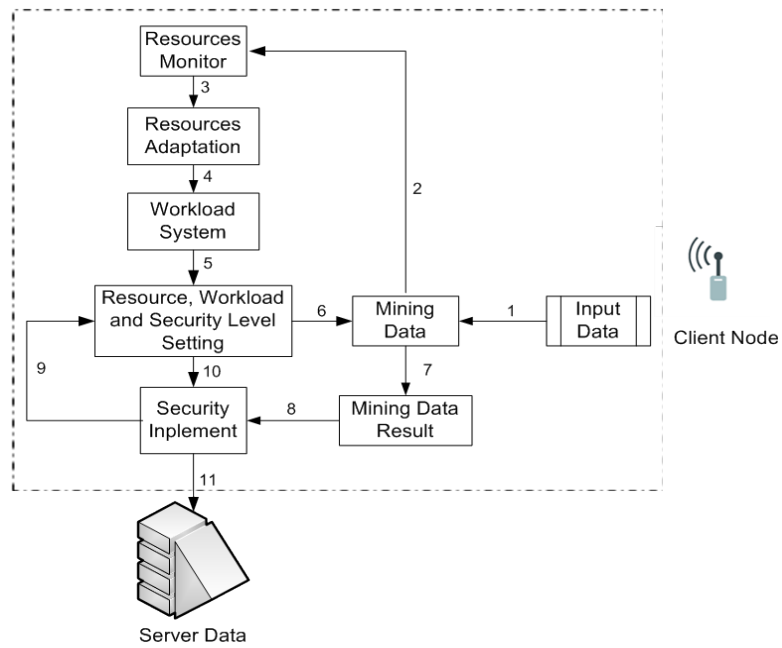 Resources
Monitor
3
Resources
Adaptation
4
2
Workload
System
5
Resource, Workload
and Security Level
Setting
6
Mining
Data
1
Input
Data
Client Node
9
10
7
Security
Inplement
8
Mining Data
Result
11
Server Data